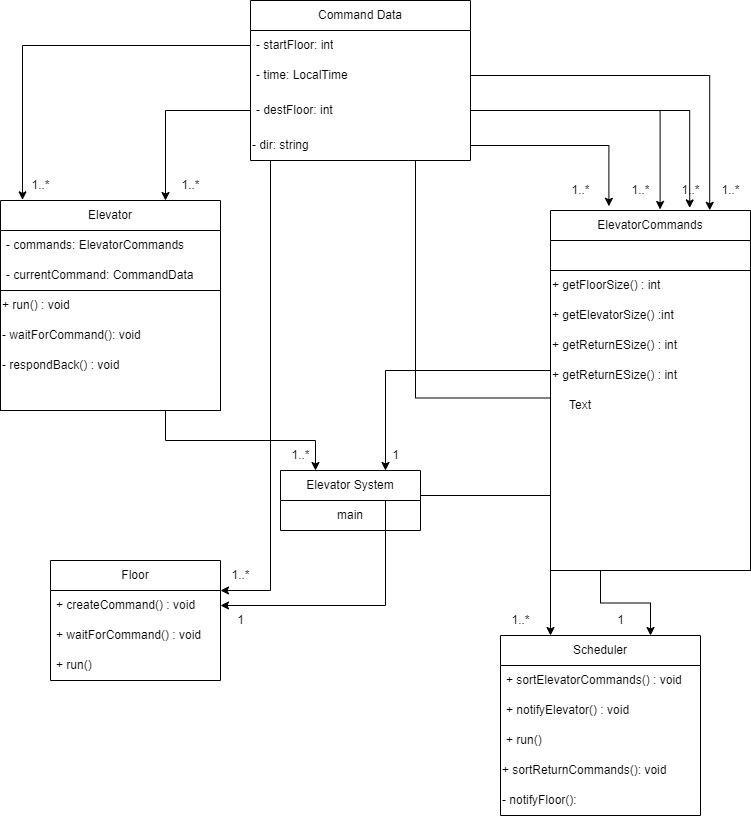 Command Data
- startFloor: int
- time: LocalTime
- destFloor: int
- dir: string
1..*
1..*
1..*
1..*
1..*
1..*
Elevator
- commands: ElevatorCommands
- currentCommand: CommandData
+ run() : void
- waitForCommand(): void
- respondBack() : void
ElevatorCommands
+ getFloorSize() : int
+ getElevatorSize() :int
+ getReturnESize() : int
+ getReturnESize() : int
Text
1..*
1
Elevator System
main
Floor
+ createCommand() : void
+ waitForCommand() : void
+ run()
1..*
1
1..*
1
Scheduler
+ sortElevatorCommands() : void
+ notifyElevator() : void
+ run()
+ sortReturnCommands(): void
- notifyFloor():